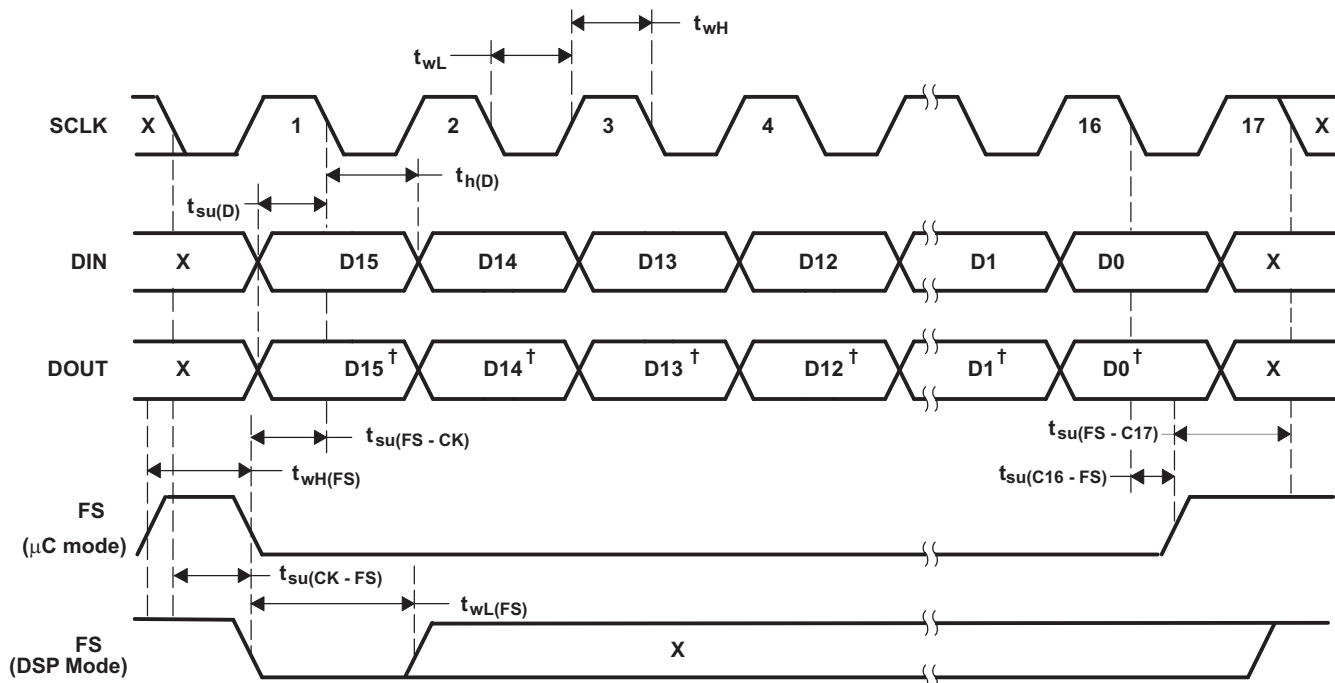 t_wH
t_wL
SCLK X 1 2 3 4 16 17 X
t_h(D)
t_su(D)
DIN X D15 D14 D13 D12 D1 D0 X
DOUT X D15† D14† D13† D12† D1† D0† X
t_su(FS - CK) t_su(FS - C17)
t_wH(FS) t_su(C16 - FS)
FS
(μC mode)
t_su(CK - FS)
t_wL(FS)
FS
(DSP Mode) X